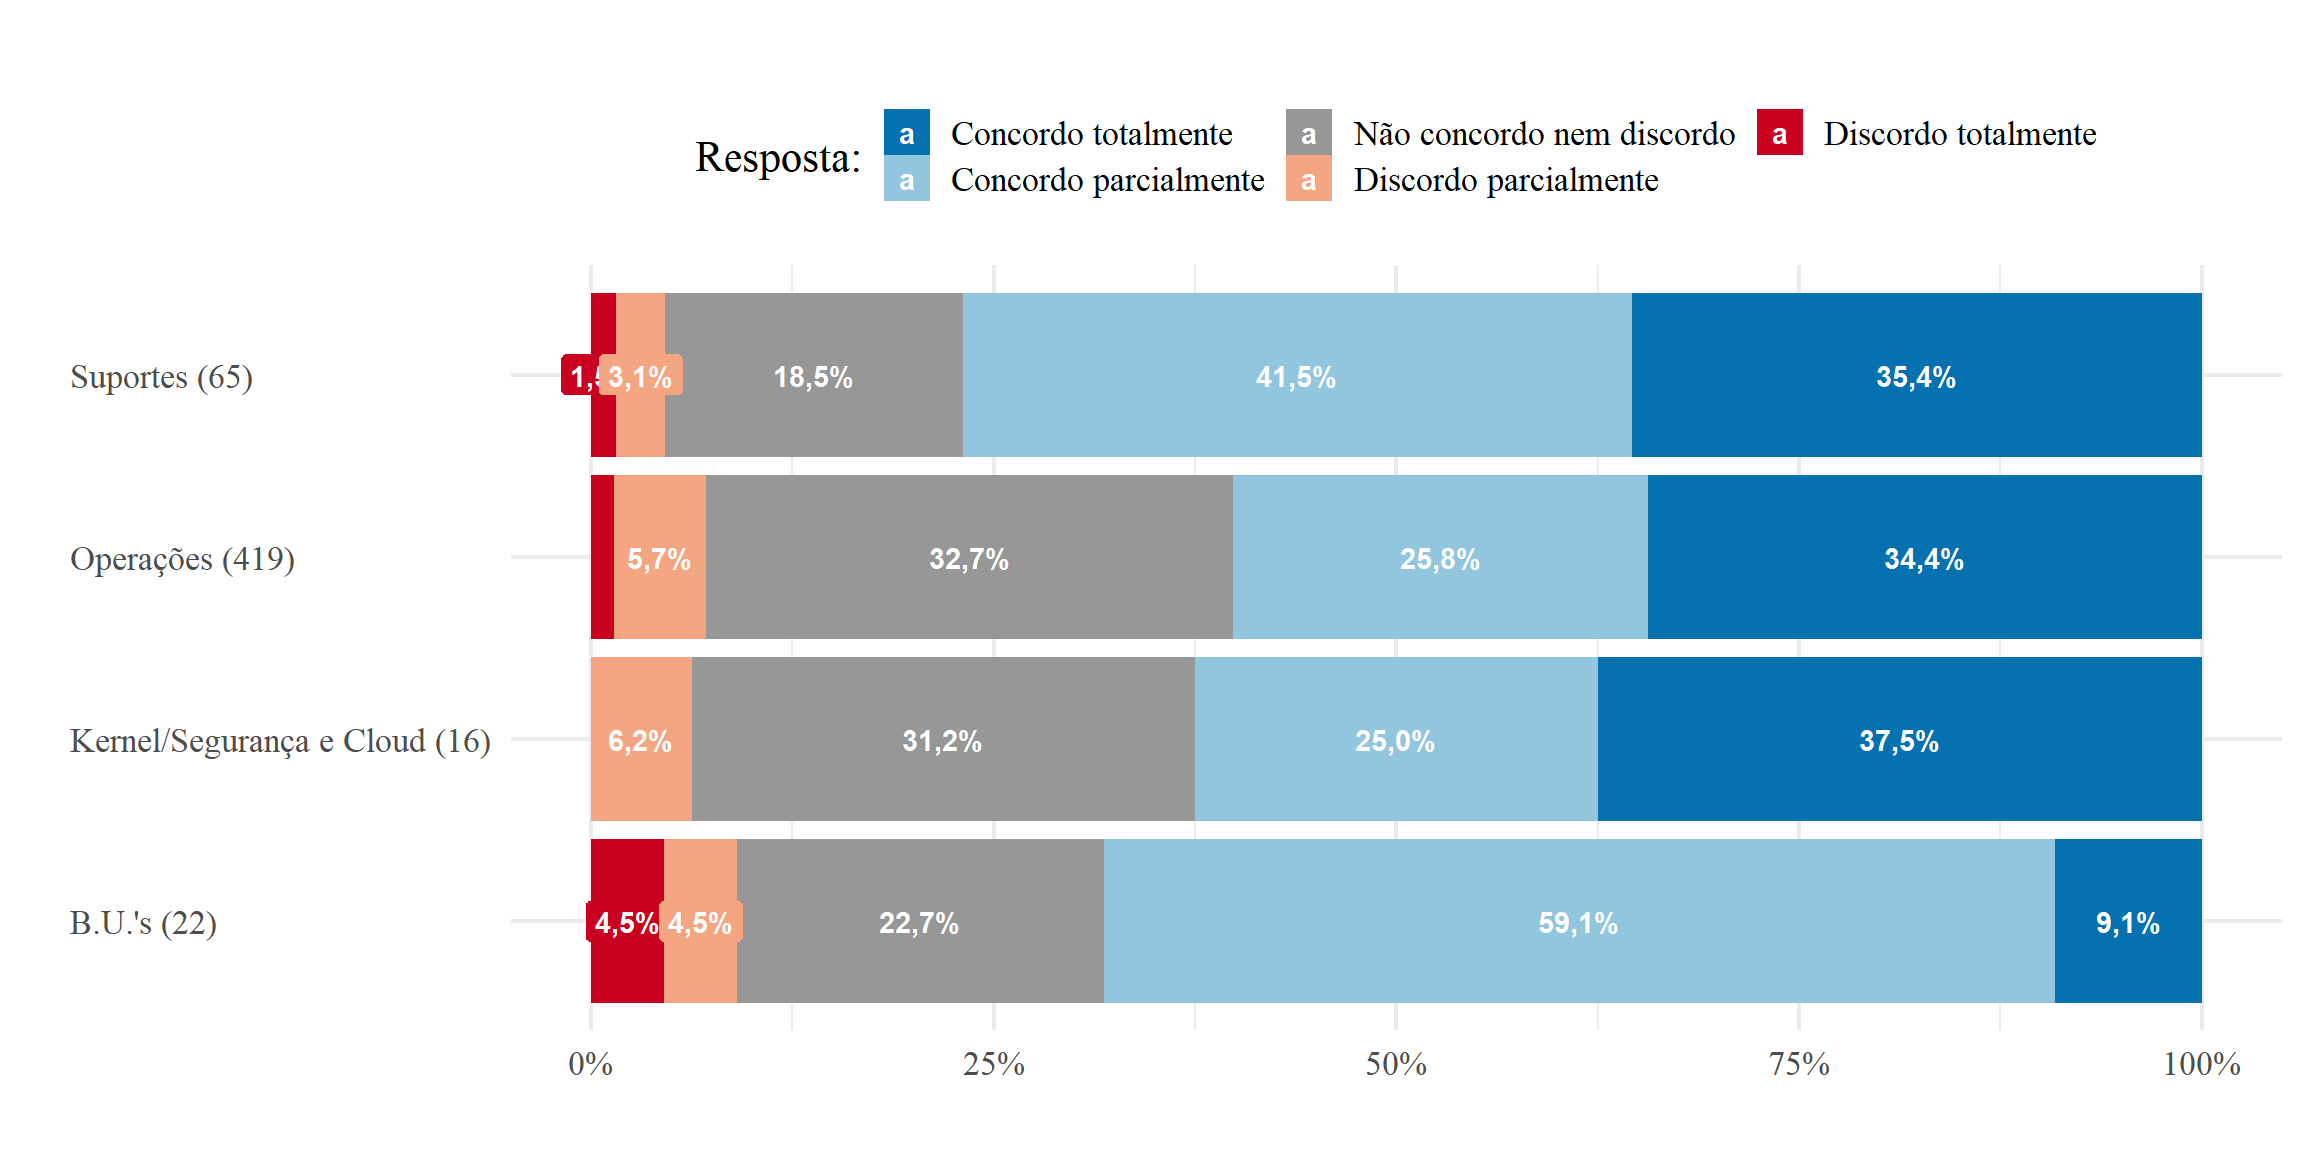 Resposta:
a Concordo totalmente
a Concordo parcialmente
a Não concordo nem discordo
a Discordo parcialmente
a Discordo totalmente
Suportes (65) 3,1% 18,5% 41,5% 35,4%
Operações (419) 5,7% 32,7% 25,8% 34,4%
Kernel/Segurança e Cloud (16) 6,2% 31,2% 25,0% 37,5%
B.U.'s (22) 4,5% 4,5% 22,7% 59,1% 9,1%
0% 25% 50% 75% 100%